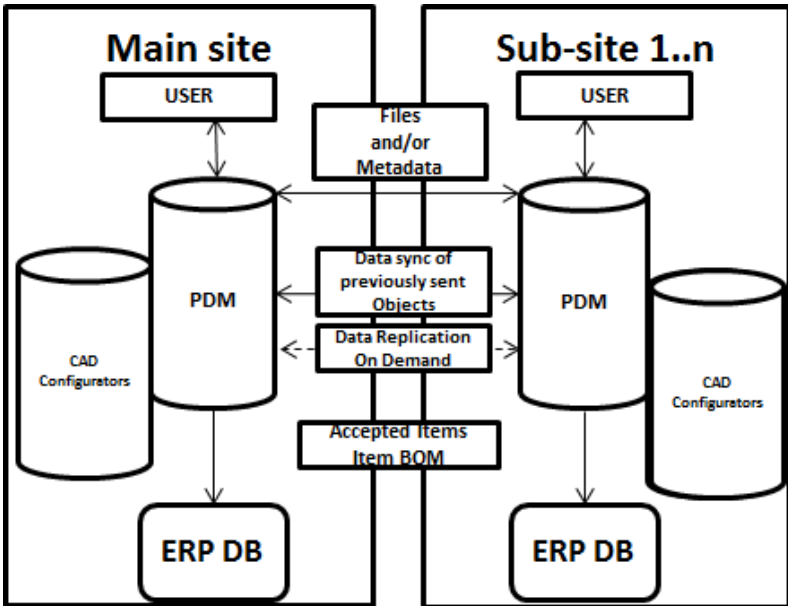 Main site
Sub-site 1..n
USER
USER
Files
and/or
Metadata
Data sync of
previously sent
Objects
PDM
PDM
Data Replication
On Demand
CAD
Configurators
CAD
Configurators
Accepted Items
Item BOM
ERP DB
ERP DB